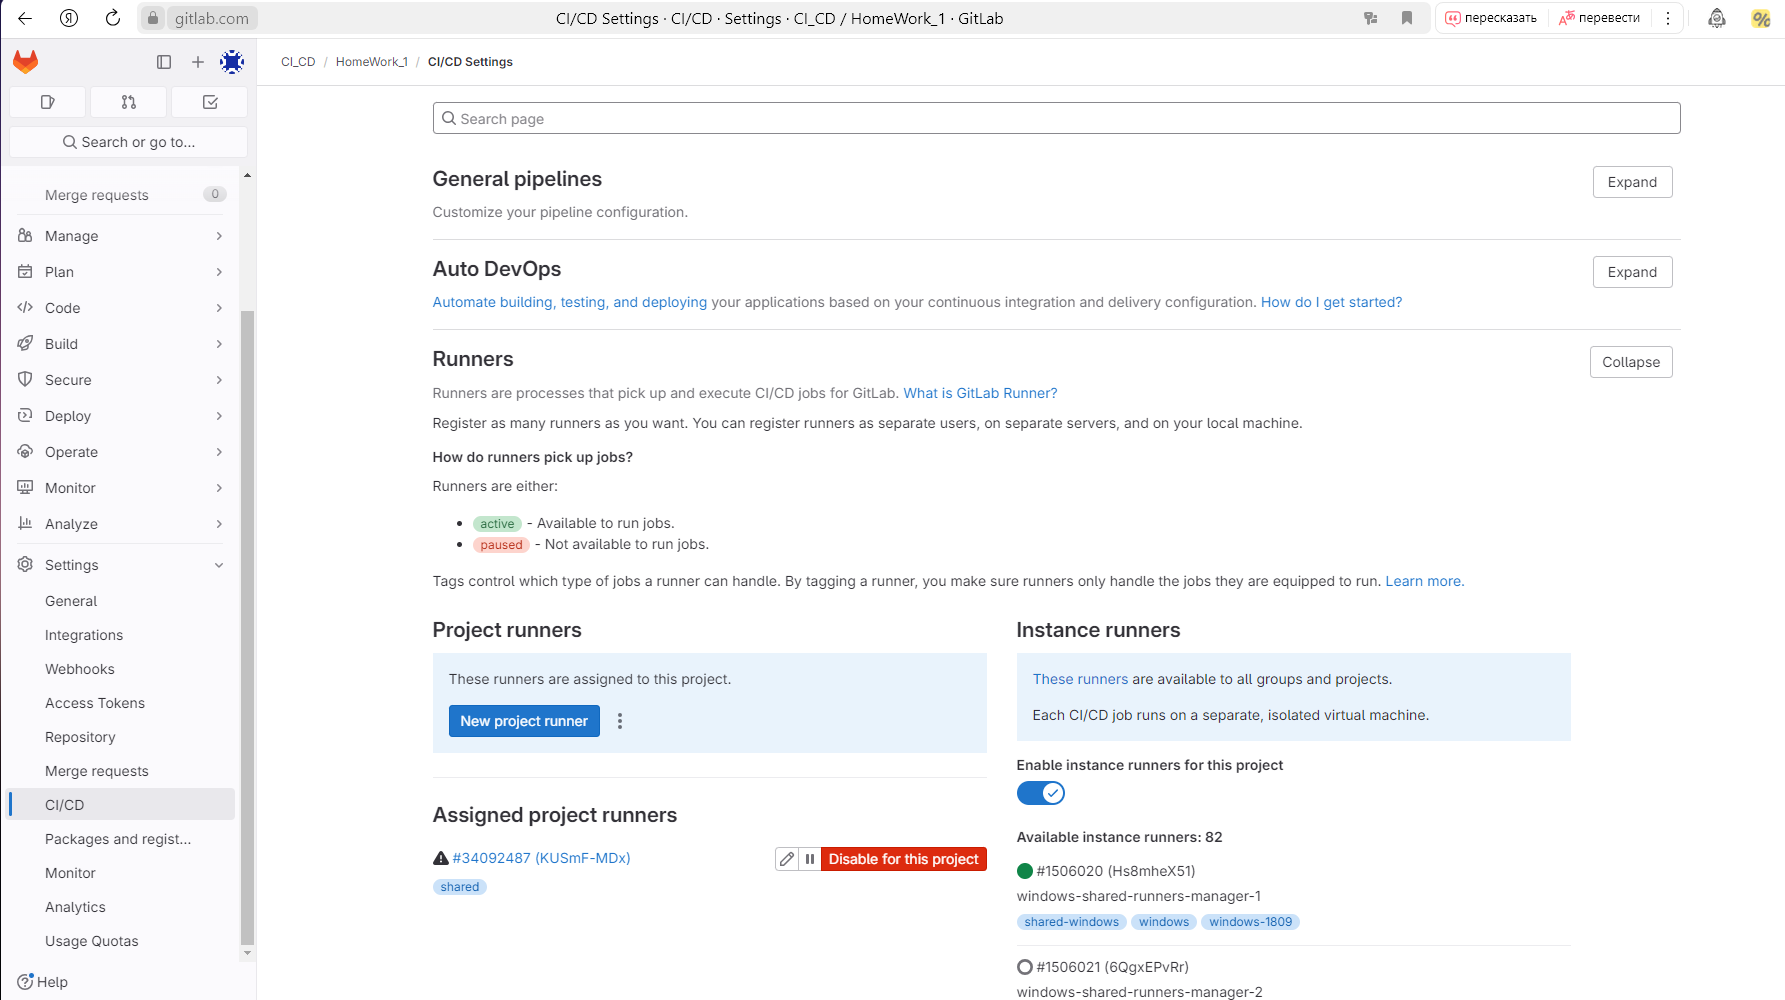 gitlab.com
CI/CD Settings · CI/CD · Settings · CI_CD / HomeWork_1 · GitLab
пересказать
перевести
CI_CD / HomeWork_1 / CI/CD Settings
Search or go to...
Merge requests 0
Manage
Plan
Code
Build
Secure
Deploy
Operate
Monitor
Analyze
Settings
General
Integrations
Webhooks
Access Tokens
Repository
Merge requests
CI/CD
Packages and regist...
Monitor
Analytics
Usage Quotas
Help
Search page
General pipelines
Expand
Customize your pipeline configuration.
Auto DevOps
Expand
Automate building, testing, and deploying your applications based on your continuous integration and delivery configuration. How do I get started?
Runners
Collapse
Runners are processes that pick up and execute CI/CD jobs for GitLab. What is GitLab Runner?
Register as many runners as you want. You can register runners as separate users, on separate servers, and on your local machine.
How do runners pick up jobs?
Runners are either:
active - Available to run jobs.
paused - Not available to run jobs.
Tags control which type of jobs a runner can handle. By tagging a runner, you make sure runners only handle the jobs they are equipped to run. Learn more.
Project runners
These runners are assigned to this project.
New project runner
Assigned project runners
#34092487 (KUSmF-MDx)
Disable for this project
shared
Instance runners
These runners are available to all groups and projects.
Each CI/CD job runs on a separate, isolated virtual machine.
Enable instance runners for this project
Available instance runners: 82
#1506020 (Hs8mheX51)
windows-shared-runners-manager-1
shared-windows windows windows-1809
#1506021 (6QgxEPvRr)
windows-shared-runners-manager-2